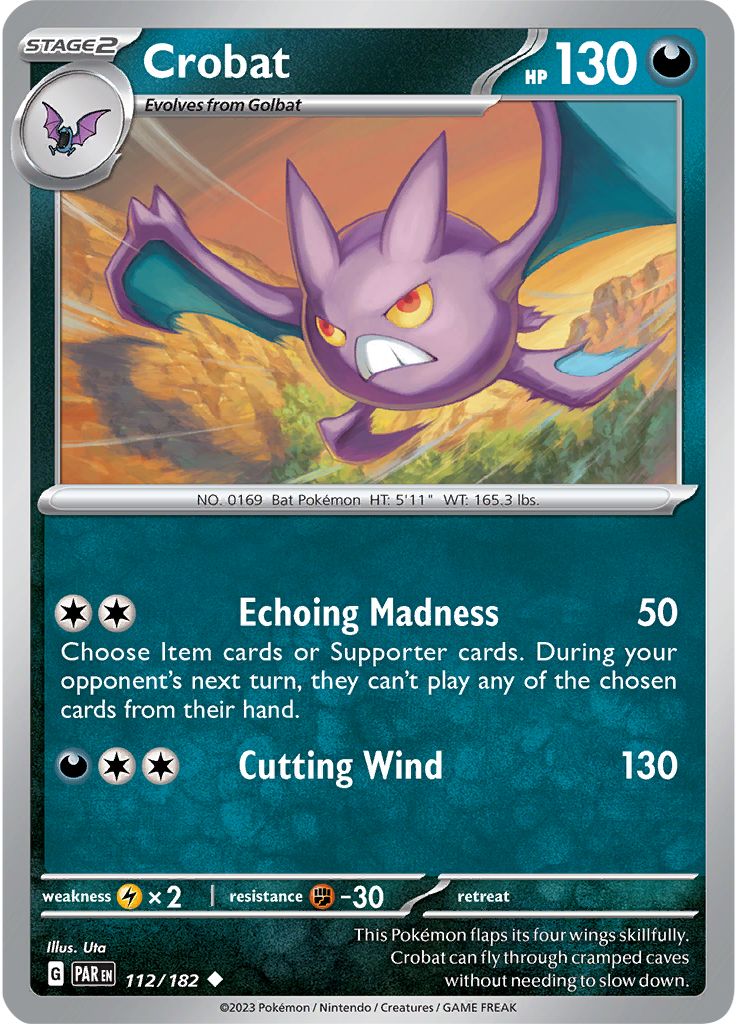 STAGE2
Crobat
HP 130
Evolves from Golbat
NO. 0169 Bat Pokémon HT: 5'11" WT: 165.3 lbs.
Echoing Madness 50
Choose Item cards or Supporter cards. During your
opponent's next turn, they can't play any of the chosen
cards from their hand.
Cutting Wind 130
weakness ×2 resistance -30 retreat
Illus. Uta
This Pokémon flaps its four wings skillfully.
Crobat can fly through cramped caves
without needing to slow down.
G PAR EN 112/182
©2023 Pokémon / Nintendo / Creatures / GAME FREAK